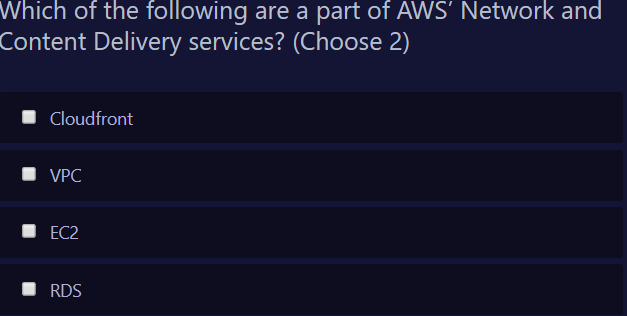 Which of the following are a part of AWS’ Network and
Content Delivery services? (Choose 2)
Cloudfront
VPC
EC2
RDS